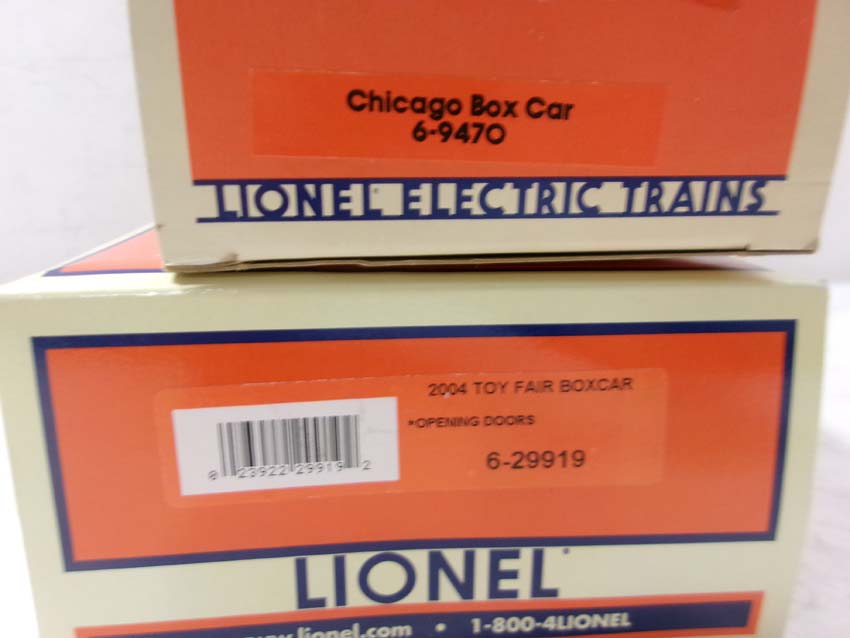 Chicago Box Car
6-9470
LIONEL ELECTRIC TRAINS
2004 TOY FAIR BOXCAR
*OPENING DOORS
0 23922 29919 2
6-29919
LIONEL
www.lionel.com • 1-800-4LIONEL